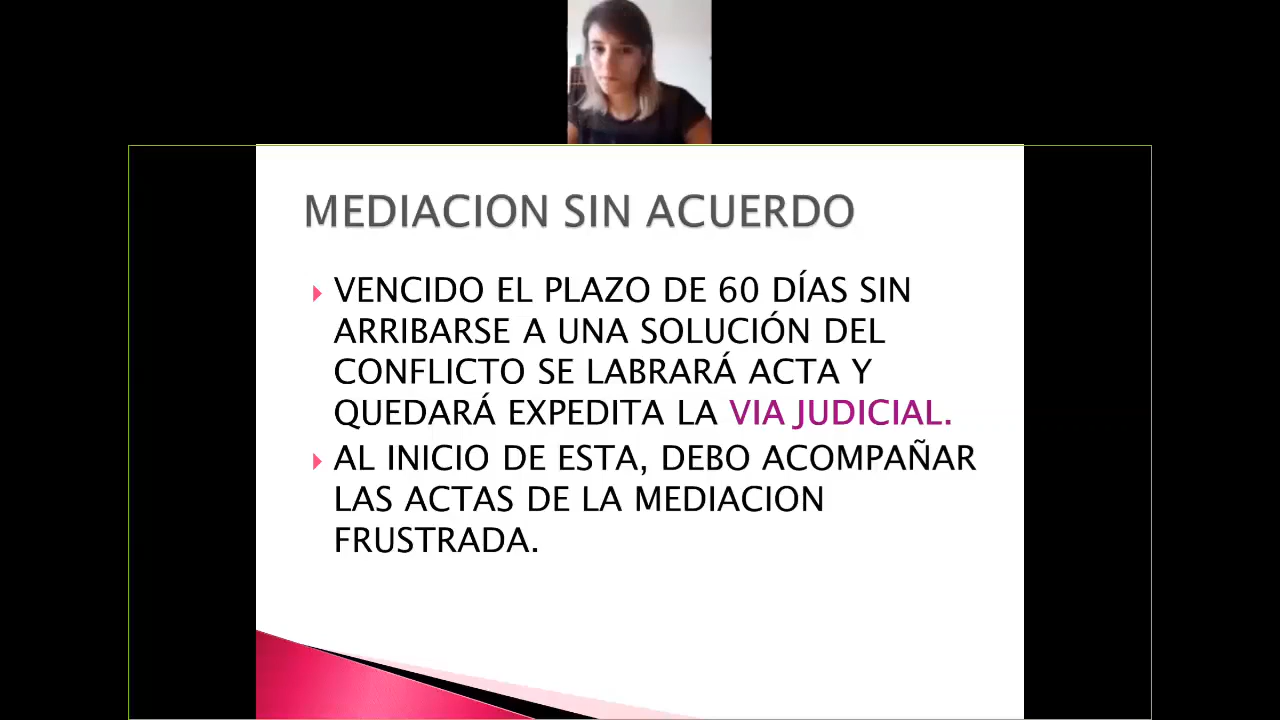 MEDIACION SIN ACUERDO
VENCIDO EL PLAZO DE 60 DÍAS SIN
ARRIBARSE A UNA SOLUCIÓN DEL
CONFLICTO SE LABRARÁ ACTA Y
QUEDARÁ EXPEDITA LA VIA JUDICIAL.
AL INICIO DE ESTA, DEBO ACOMPAÑAR
LAS ACTAS DE LA MEDIACION
FRUSTRADA.